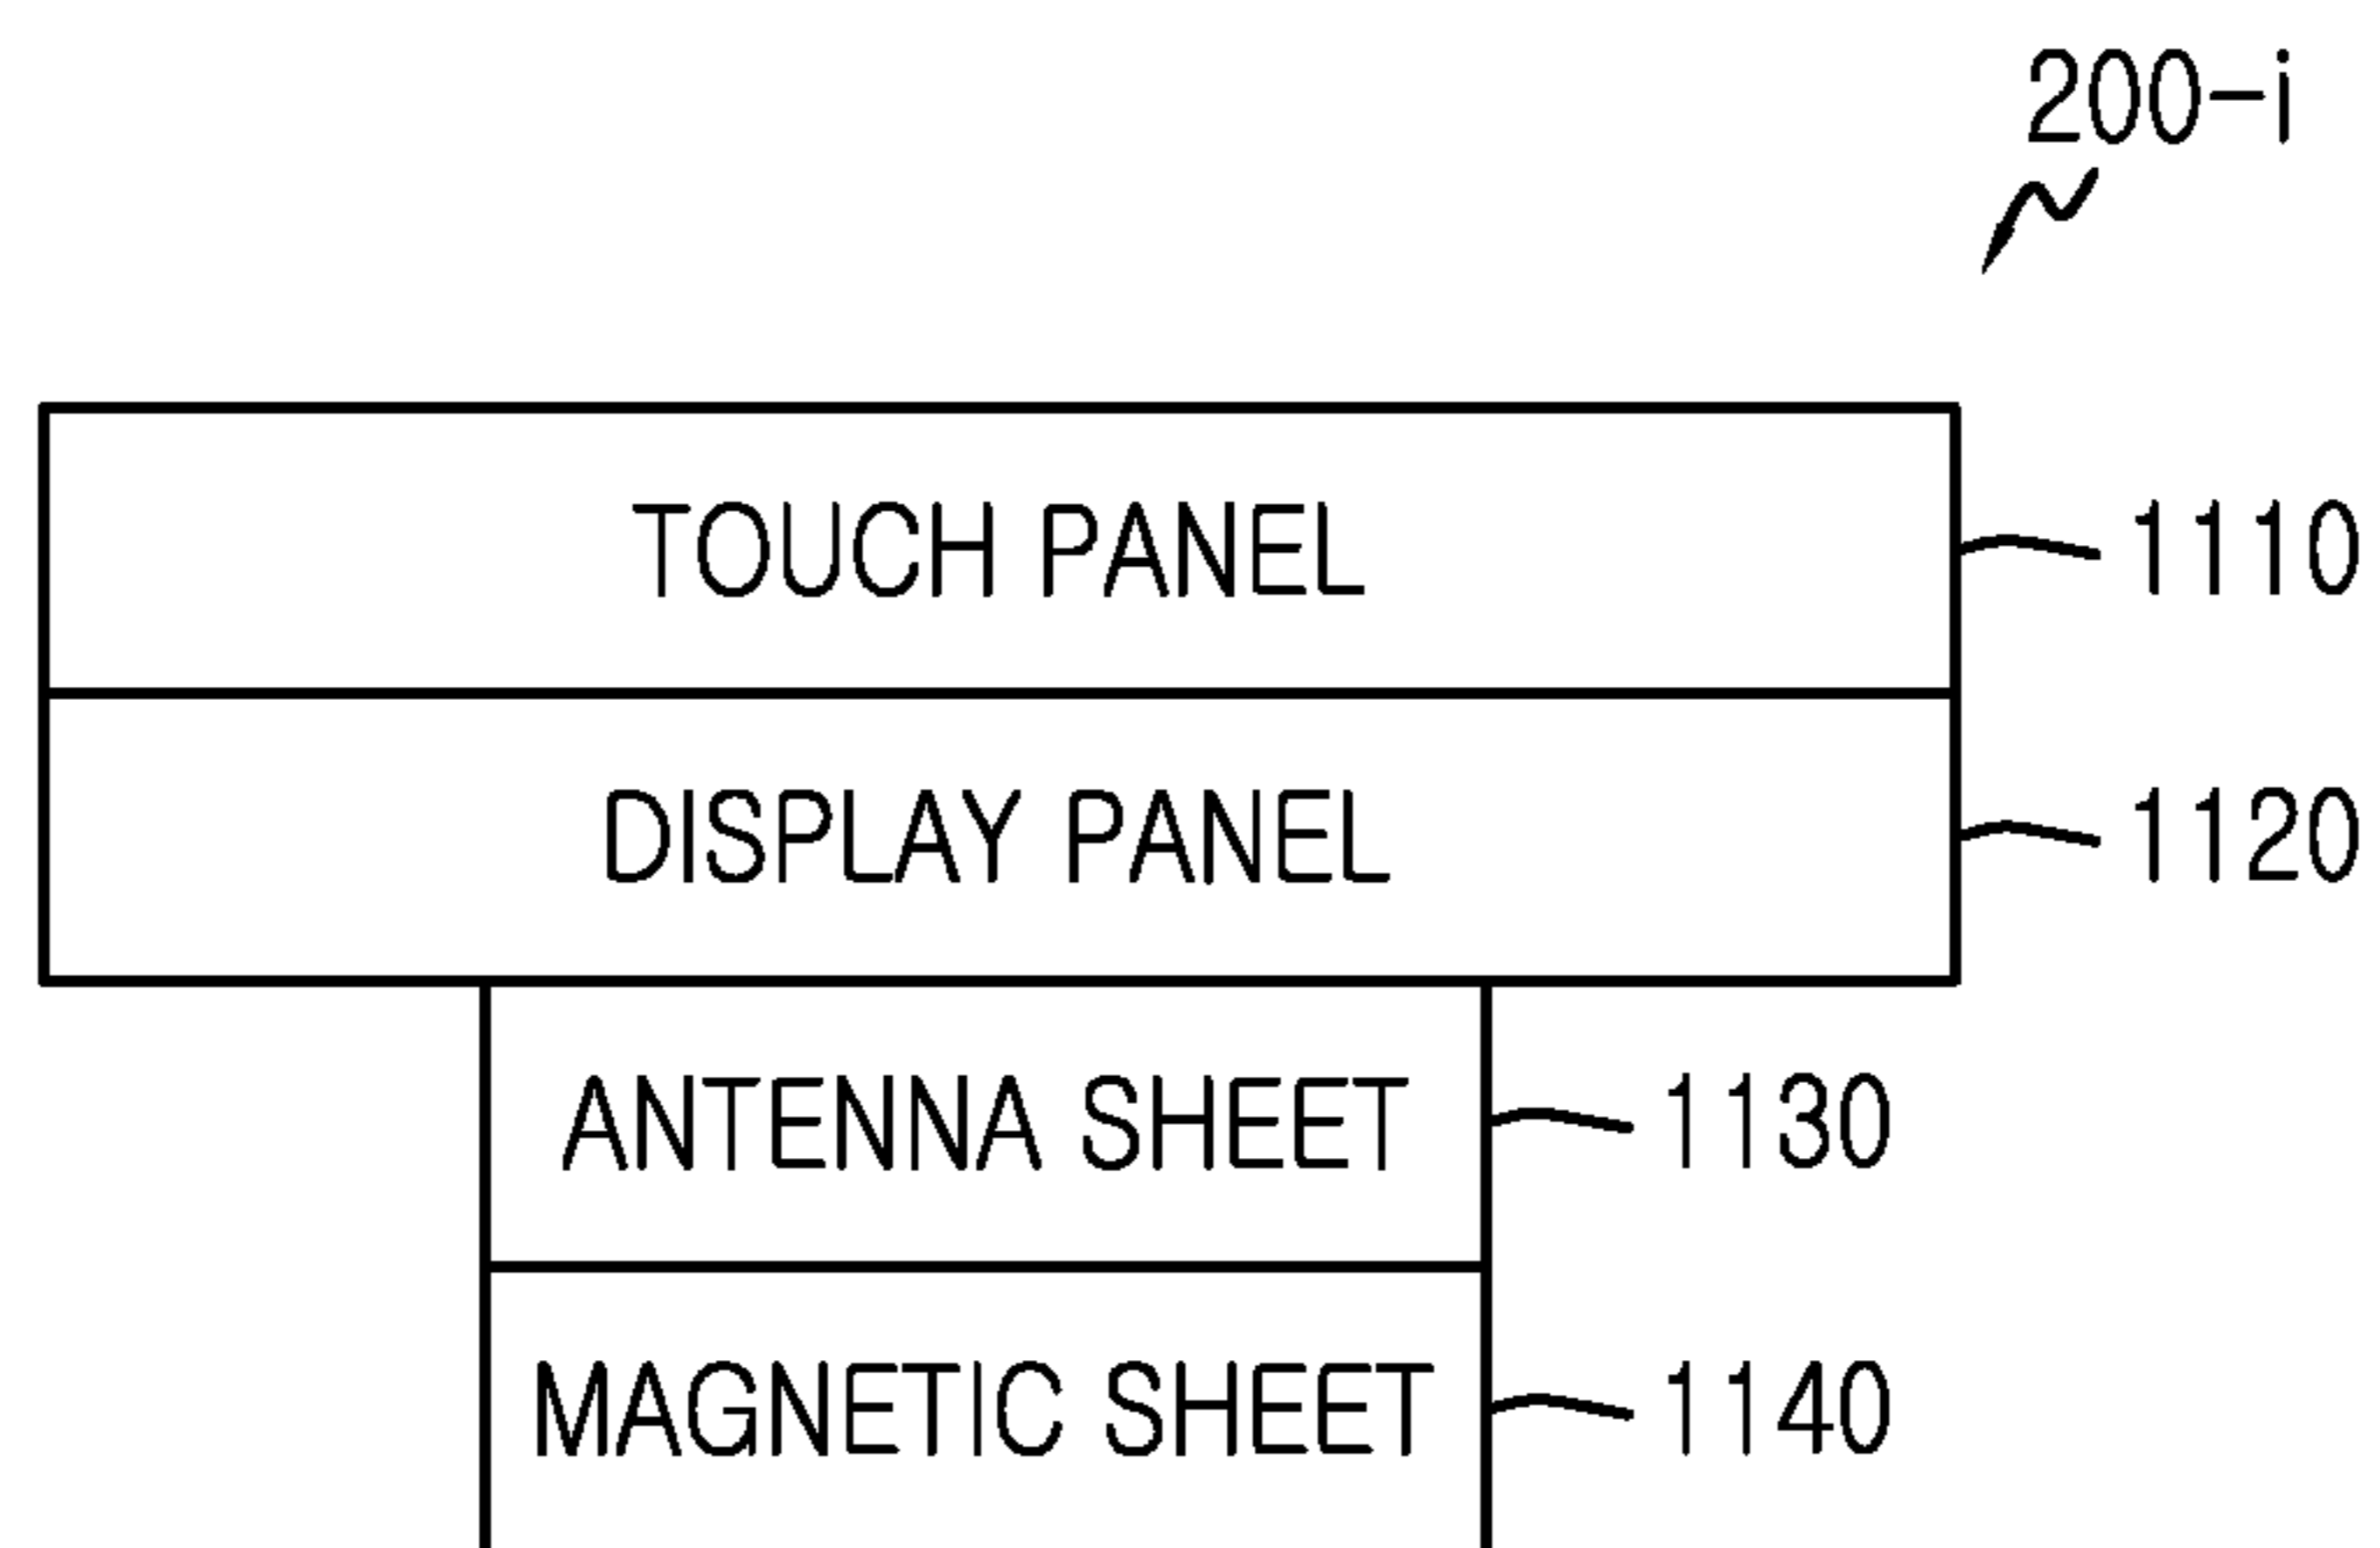 200-i
TOUCH PANEL 1110
DISPLAY PANEL 1120
ANTENNA SHEET 1130
MAGNETIC SHEET 1140